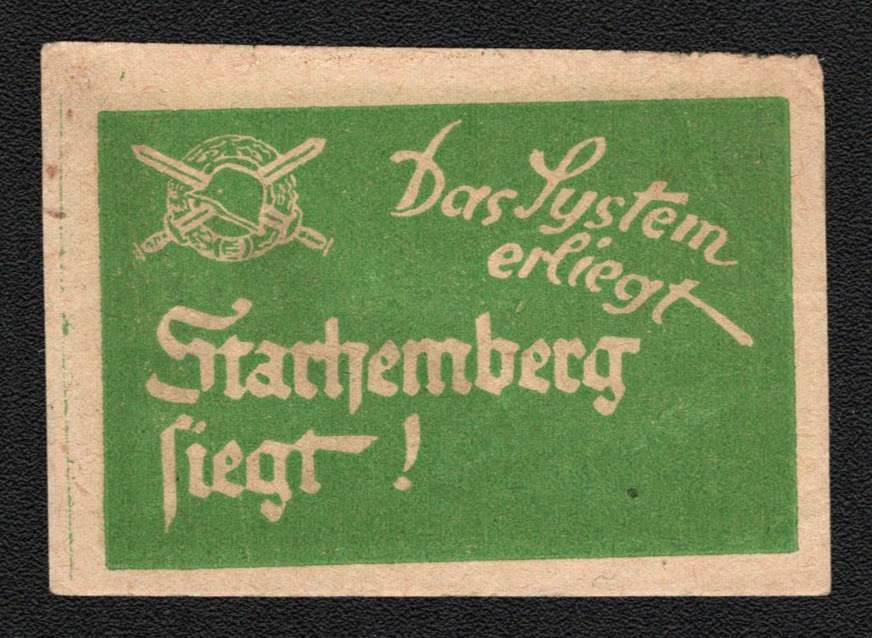 Das System
erliegt
Starhemberg
siegt!